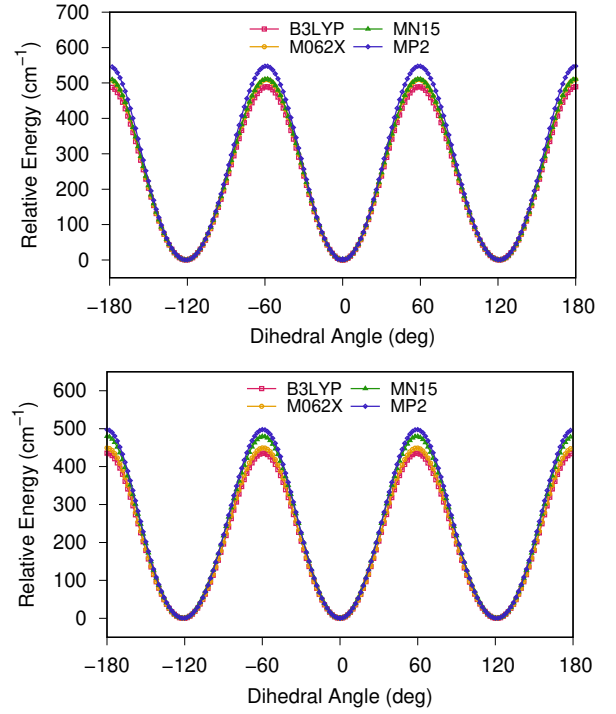 700
600
500
400
300
200
100
0
Relative Energy (cm−1)
B3LYP MN15
M062X MP2
−180 −120 −60 0 60 120 180
Dihedral Angle (deg)
600
500
400
300
200
100
0
Relative Energy (cm−1)
B3LYP MN15
M062X MP2
−180 −120 −60 0 60 120 180
Dihedral Angle (deg)